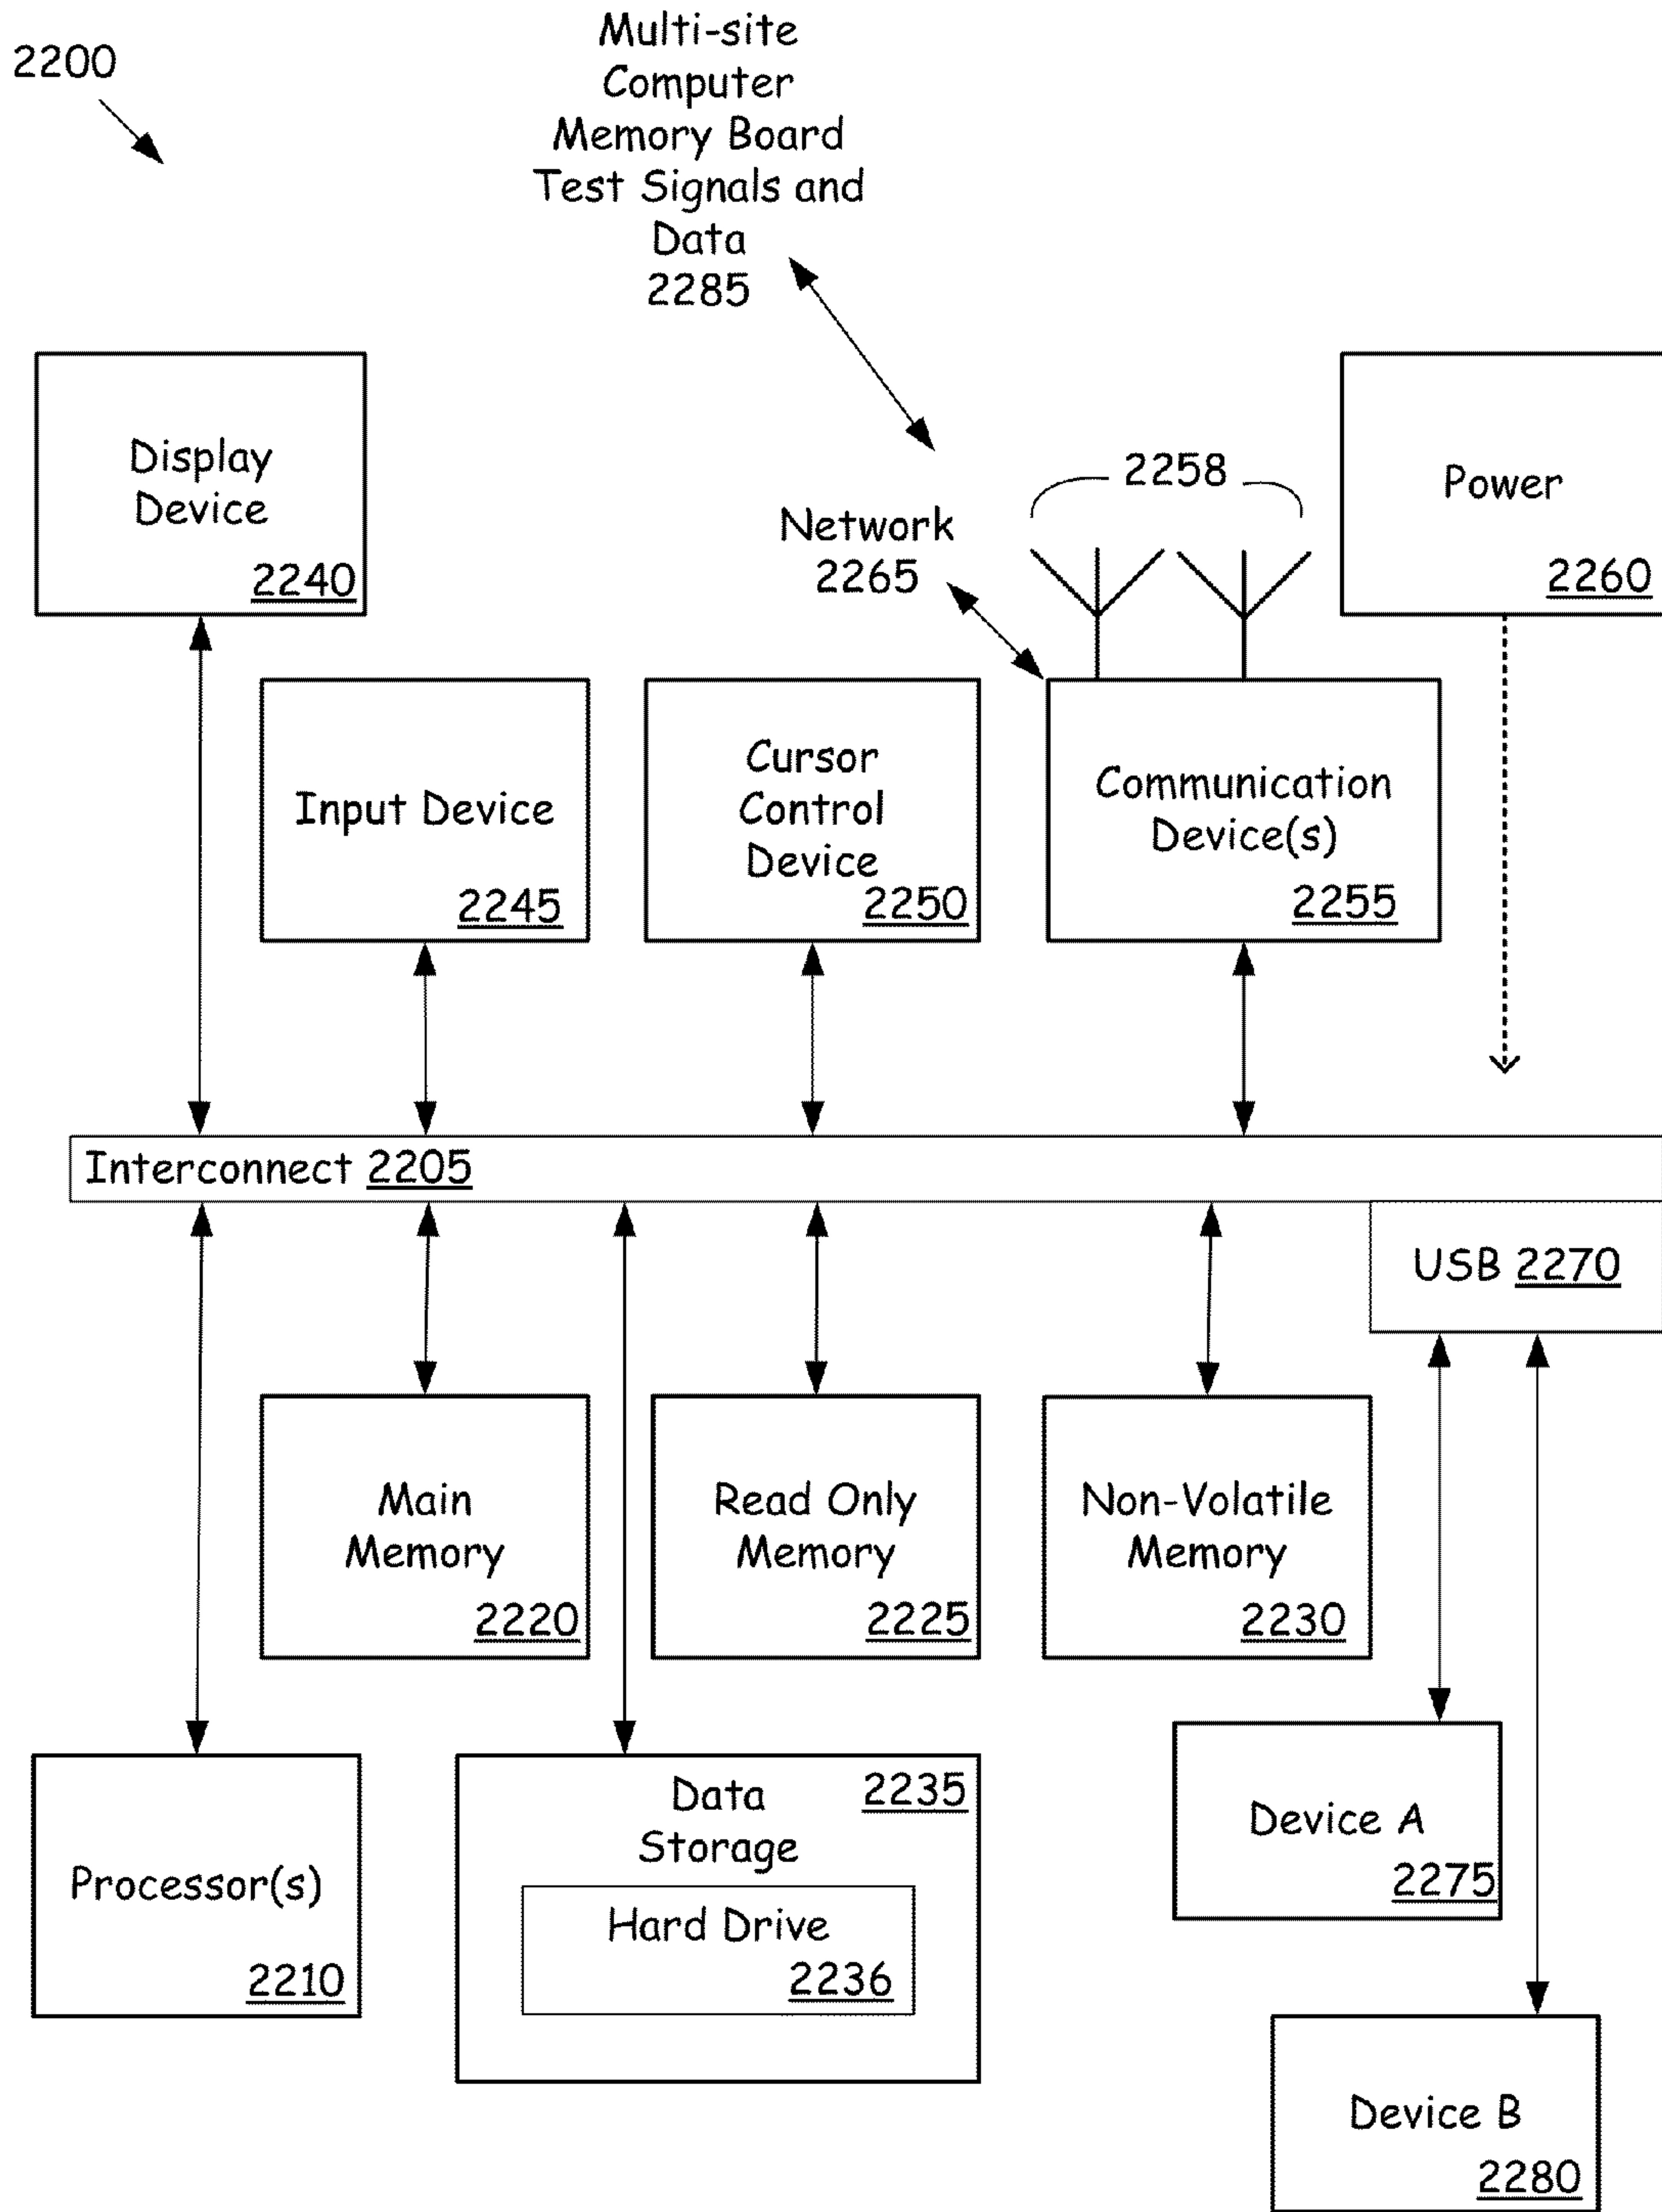 2200
Multi-site
Computer
Memory Board
Test Signals and
Data
2285
Display
Device
2240
2258
Network
2265
Power
2260
Input Device
2245
Cursor
Control
Device
2250
Communication
Device(s)
2255
Interconnect 2205
USB 2270
Main
Memory
2220
Read Only
Memory
2225
Non-Volatile
Memory
2230
Processor(s)
2210
Data
Storage
2235
Hard Drive
2236
Device A
2275
Device B
2280